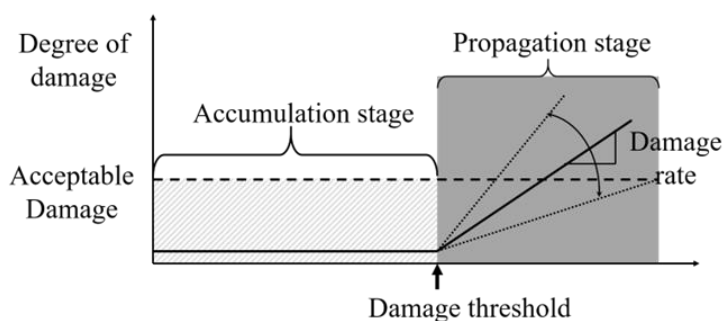 Degree of
damage
Propagation stage
Accumulation stage
Damage
rate
Acceptable
Damage
Damage threshold